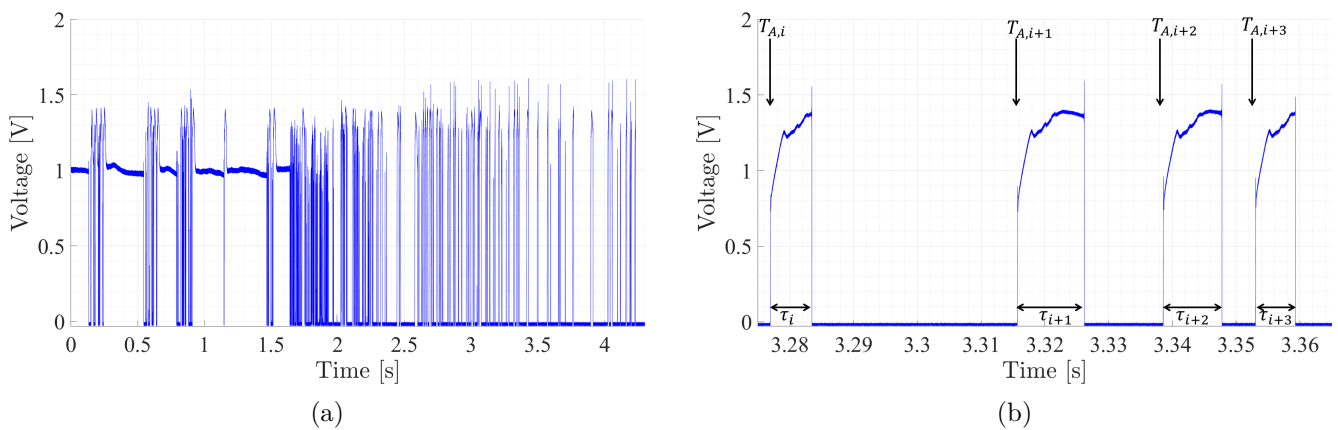 2
1.5
1
0.5
0
Voltage [V]
0 0.5 1 1.5 2 2.5 3 3.5 4
Time [s]
(a)
T_{A,i} T_{A,i+1} T_{A,i+2} T_{A,i+3}
2
1.5
1
0.5
0
Voltage [V]
τ_i τ_{i+1} τ_{i+2} τ_{i+3}
3.28 3.29 3.3 3.31 3.32 3.33 3.34 3.35 3.36
Time [s]
(b)